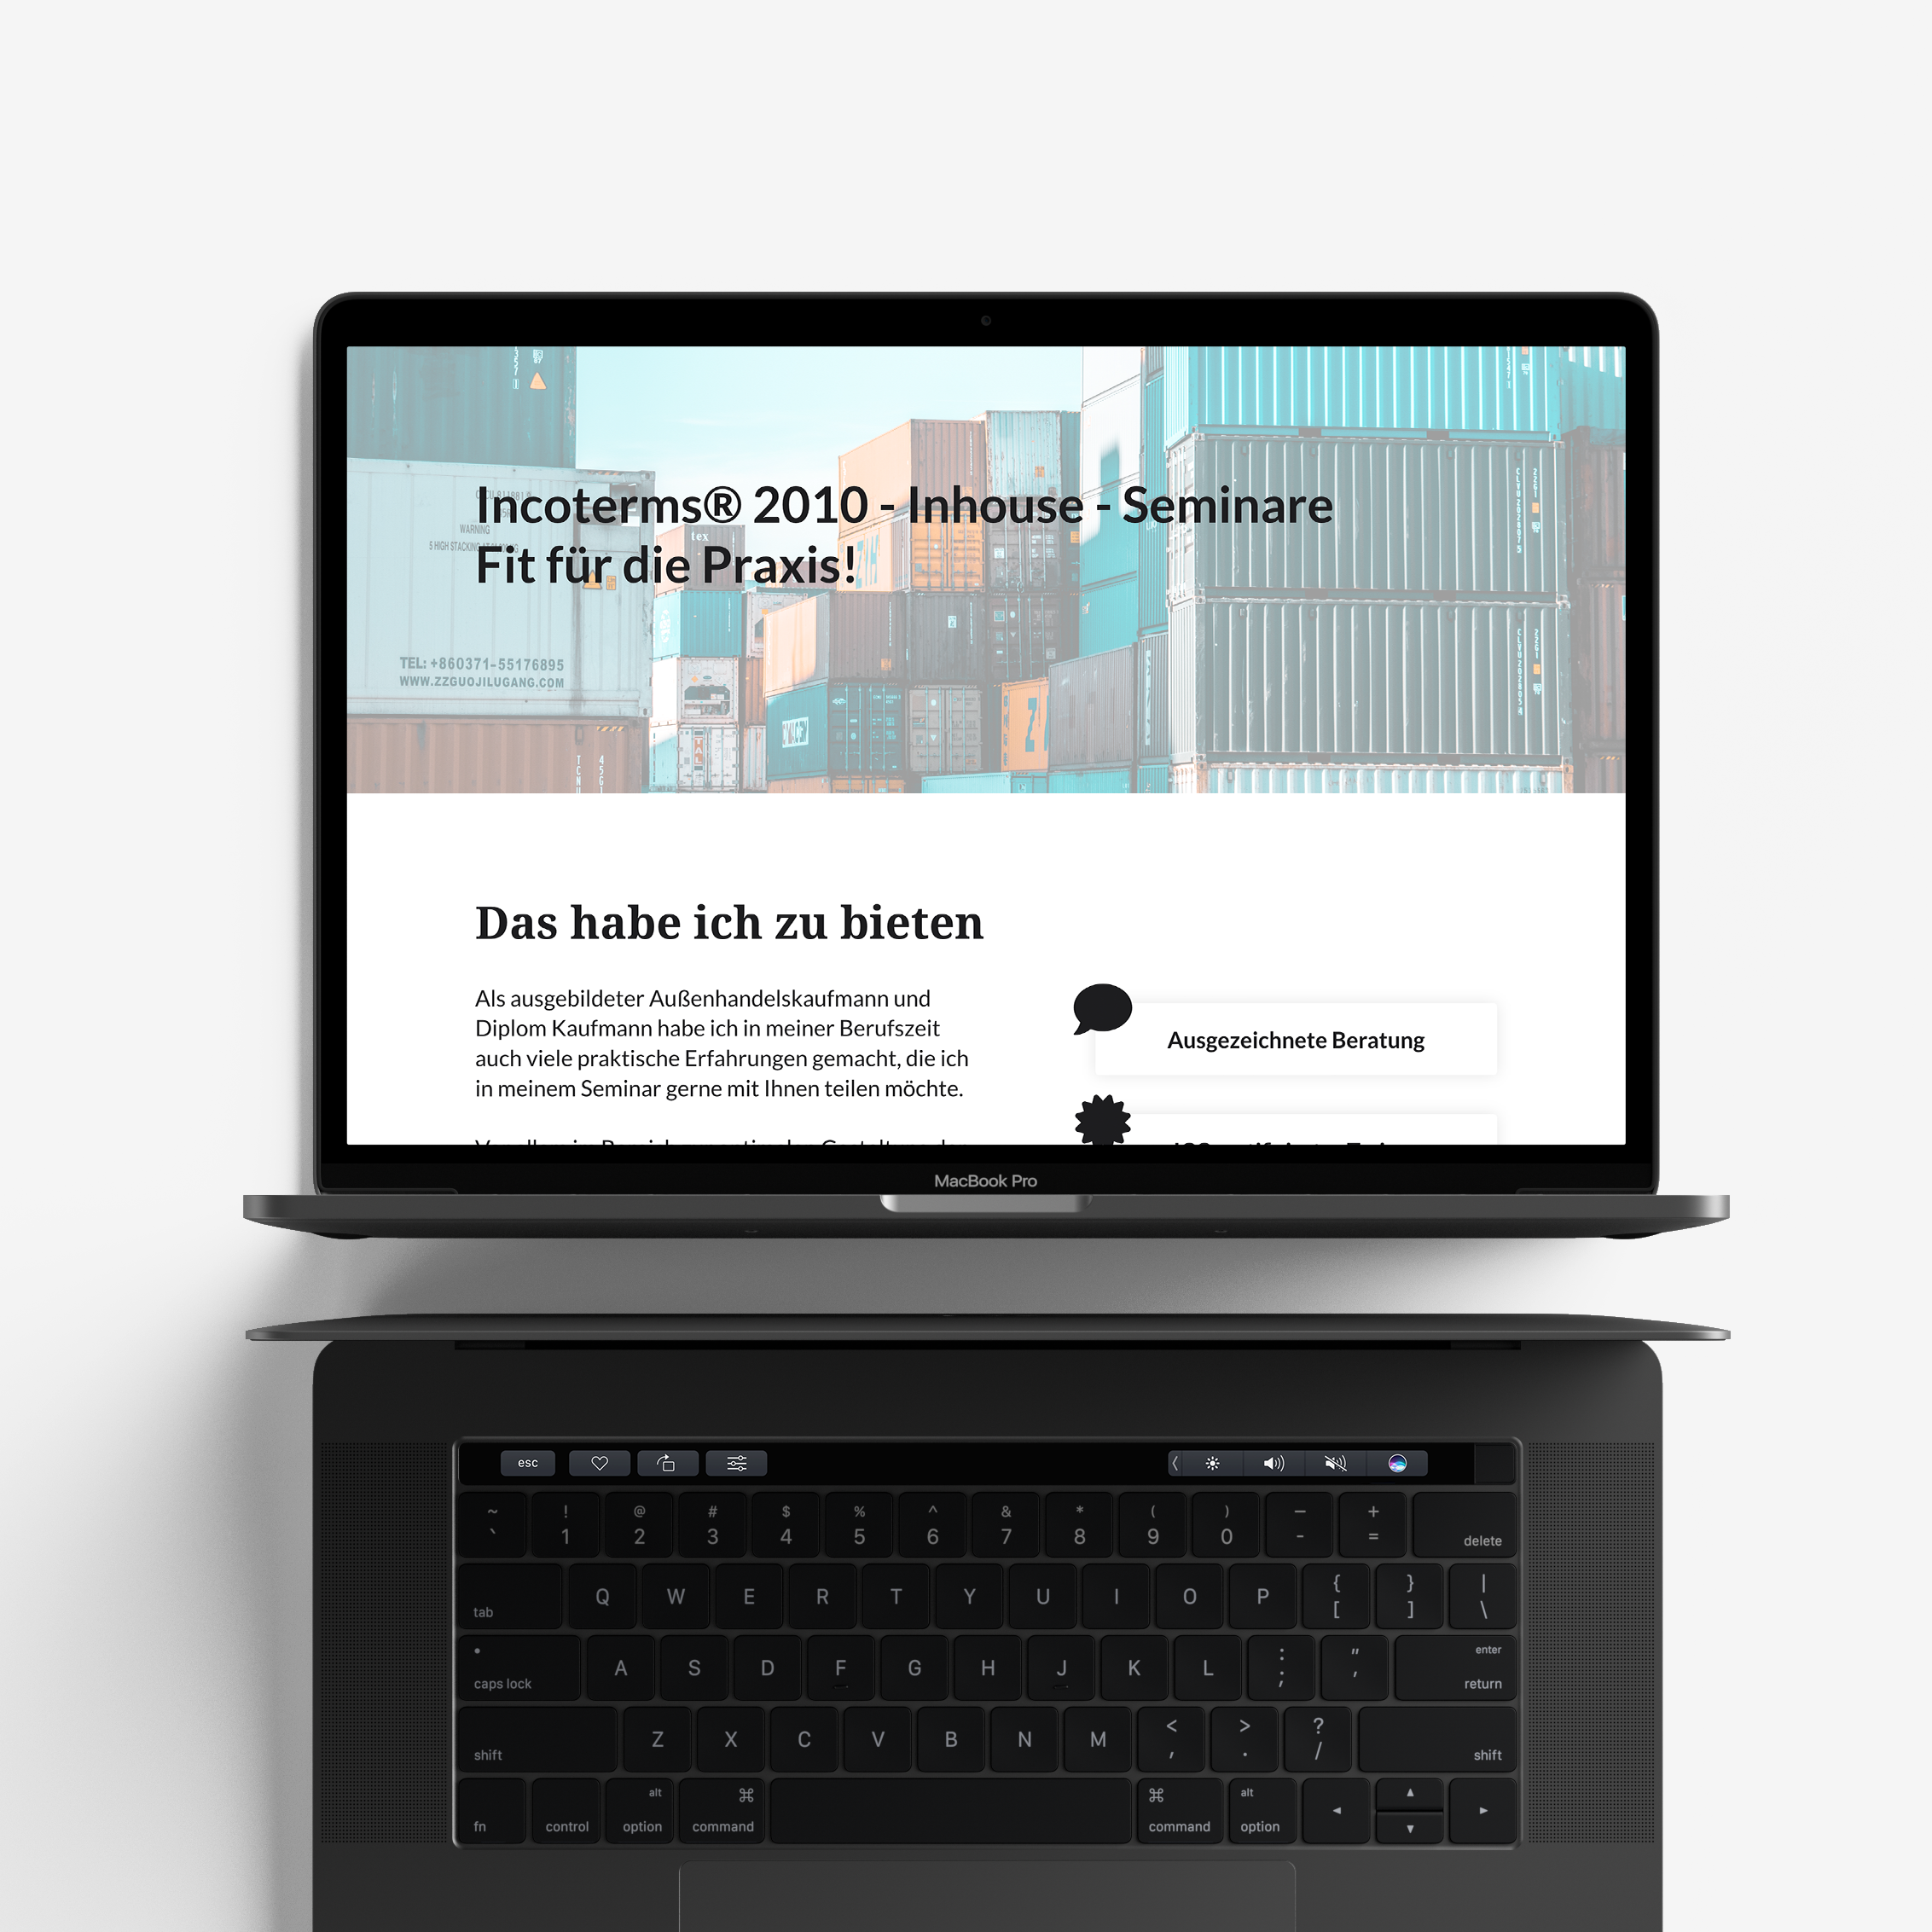 Incoterms® 2010 - Inhouse - Seminare
Fit für die Praxis!
WARNING
5 HIGH STACKING
tex
TEL: +860371-55176895
WWW.ZZGUOJILUGANG.COM
Das habe ich zu bieten
Als ausgebildeter Außenhandelskaufmann und
Diplom Kaufmann habe ich in meiner Berufszeit
auch viele praktische Erfahrungen gemacht, die ich
in meinem Seminar gerne mit Ihnen teilen möchte.
Ausgezeichnete Beratung
MacBook Pro
esc
~ ! @ # $ % ^ & * ( ) — +
` 1 2 3 4 5 6 7 8 9 0 - = delete
tab Q W E R T Y U I O P { [ } ] | \
caps lock A S D F G H J K L : ; " ' enter return
shift Z X C V B N M < , > . ? / shift
fn control alt option ⌘ command ⌘ command alt option